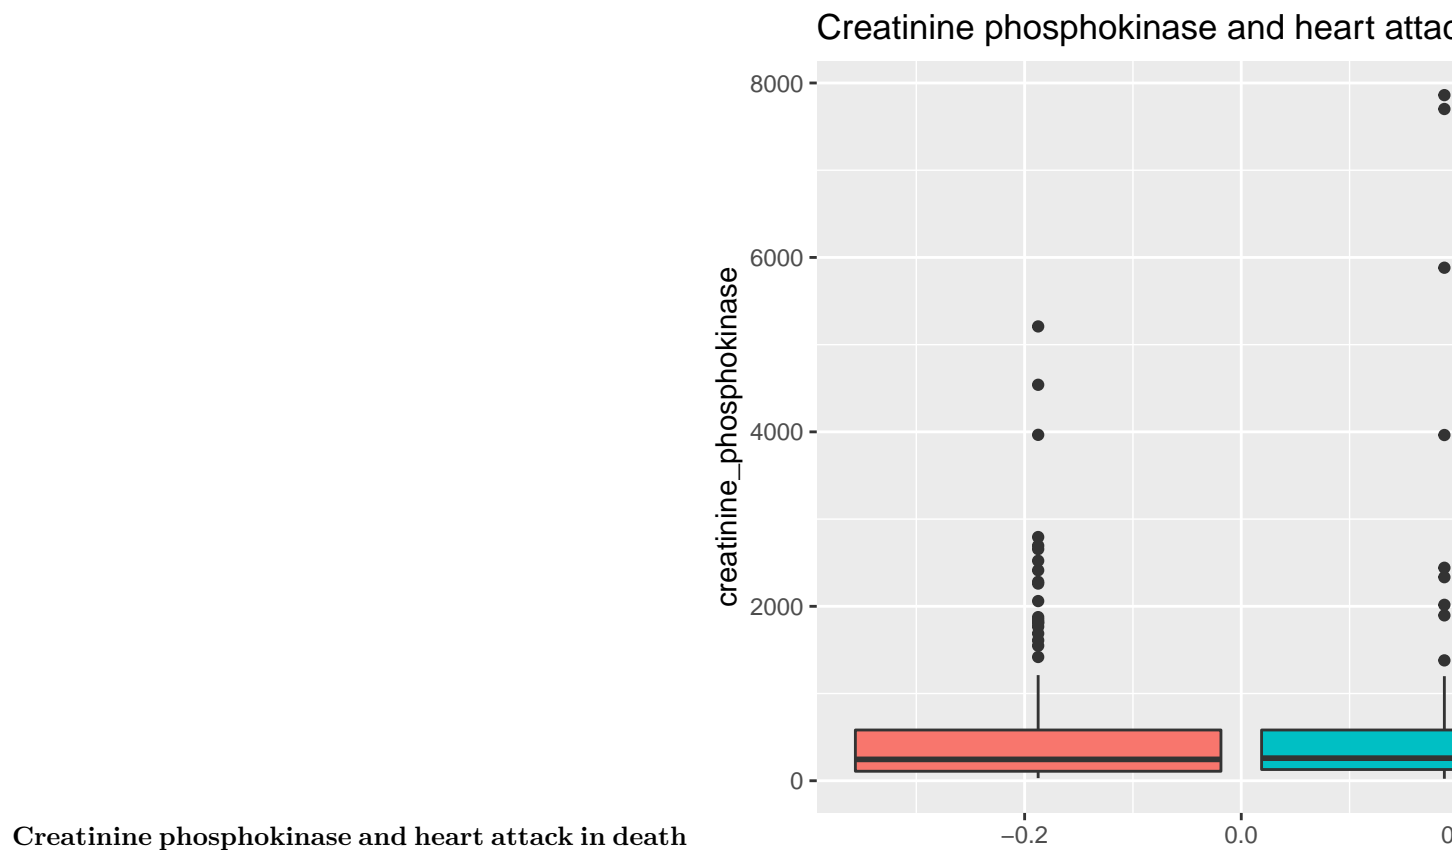 Creatinine phosphokinase and heart attac
8000
6000
4000
2000
0
creatinine_phosphokinase
−0.2
0.0
0
Creatinine phosphokinase and heart attack in death